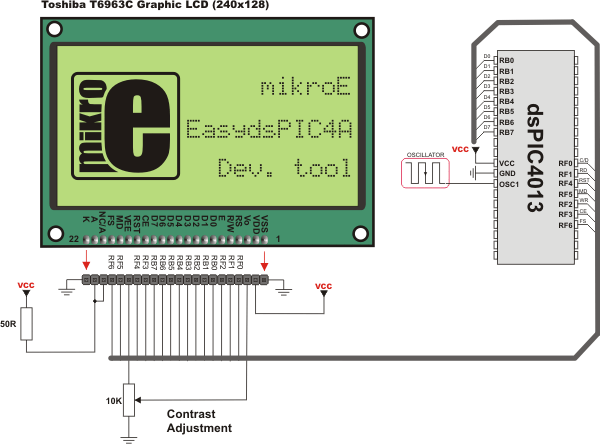 Toshiba T6963C Graphic LCD (240x128)
mikro
e
mikroE
EasydsPIC4A
Dev. tool
K
A
NC/A
FS
MD
VEE
RST
CE
D7
D6
D5
D4
D3
D2
D1
D0
E
R/W
RS
Vo
VDD
VSS
22
1
RF6
RF5
RF4
RF3
RB7
RB6
RB5
RB4
RB3
RB2
RB1
RB0
RF2
RF1
RF0
VCC
50R
VCC
10K
Contrast
Adjustment
D0
D1
D2
D3
D4
D5
D6
D7
RB0
RB1
RB2
RB3
RB4
RB5
RB6
RB7
VCC
VCC
GND
OSC1
OSCILLATOR
dsPIC4013
RF0
RF1
RF4
RF5
RF2
RF3
RF6
C/D
RD
RST
MD
WR
CE
FS